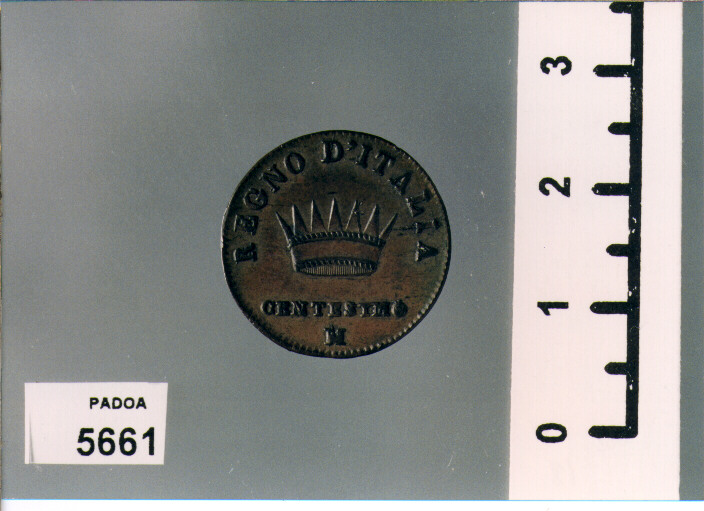 REGNO D'ITALIA
CENTESIMO
M
PADOA
5661
3
2
1
0